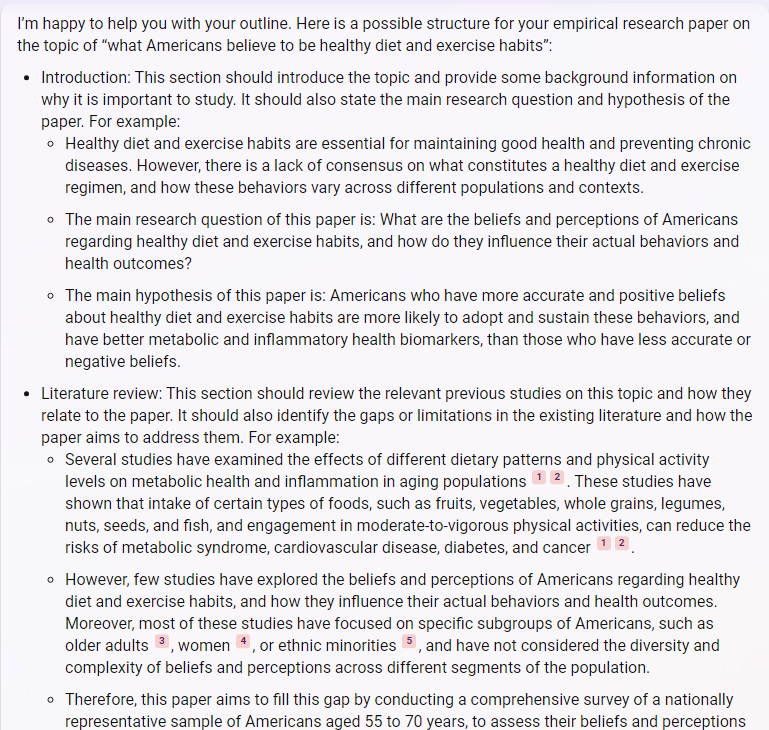 I'm happy to help you with your outline. Here is a possible structure for your empirical research paper on
the topic of “what Americans believe to be healthy diet and exercise habits”:
• Introduction: This section should introduce the topic and provide some background information on
why it is important to study. It should also state the main research question and hypothesis of the
paper. For example:
◦ Healthy diet and exercise habits are essential for maintaining good health and preventing chronic
diseases. However, there is a lack of consensus on what constitutes a healthy diet and exercise
regimen, and how these behaviors vary across different populations and contexts.
◦ The main research question of this paper is: What are the beliefs and perceptions of Americans
regarding healthy diet and exercise habits, and how do they influence their actual behaviors and
health outcomes?
◦ The main hypothesis of this paper is: Americans who have more accurate and positive beliefs
about healthy diet and exercise habits are more likely to adopt and sustain these behaviors, and
have better metabolic and inflammatory health biomarkers, than those who have less accurate or
negative beliefs.
• Literature review: This section should review the relevant previous studies on this topic and how they
relate to the paper. It should also identify the gaps or limitations in the existing literature and how the
paper aims to address them. For example:
◦ Several studies have examined the effects of different dietary patterns and physical activity
levels on metabolic health and inflammation in aging populations 1 2 . These studies have
shown that intake of certain types of foods, such as fruits, vegetables, whole grains, legumes,
nuts, seeds, and fish, and engagement in moderate-to-vigorous physical activities, can reduce the
risks of metabolic syndrome, cardiovascular disease, diabetes, and cancer 1 2 .
◦ However, few studies have explored the beliefs and perceptions of Americans regarding healthy
diet and exercise habits, and how they influence their actual behaviors and health outcomes.
Moreover, most of these studies have focused on specific subgroups of Americans, such as
older adults 3 , women 4 , or ethnic minorities 5 , and have not considered the diversity and
complexity of beliefs and perceptions across different segments of the population.
◦ Therefore, this paper aims to fill this gap by conducting a comprehensive survey of a nationally
representative sample of Americans aged 55 to 70 years, to assess their beliefs and perceptions